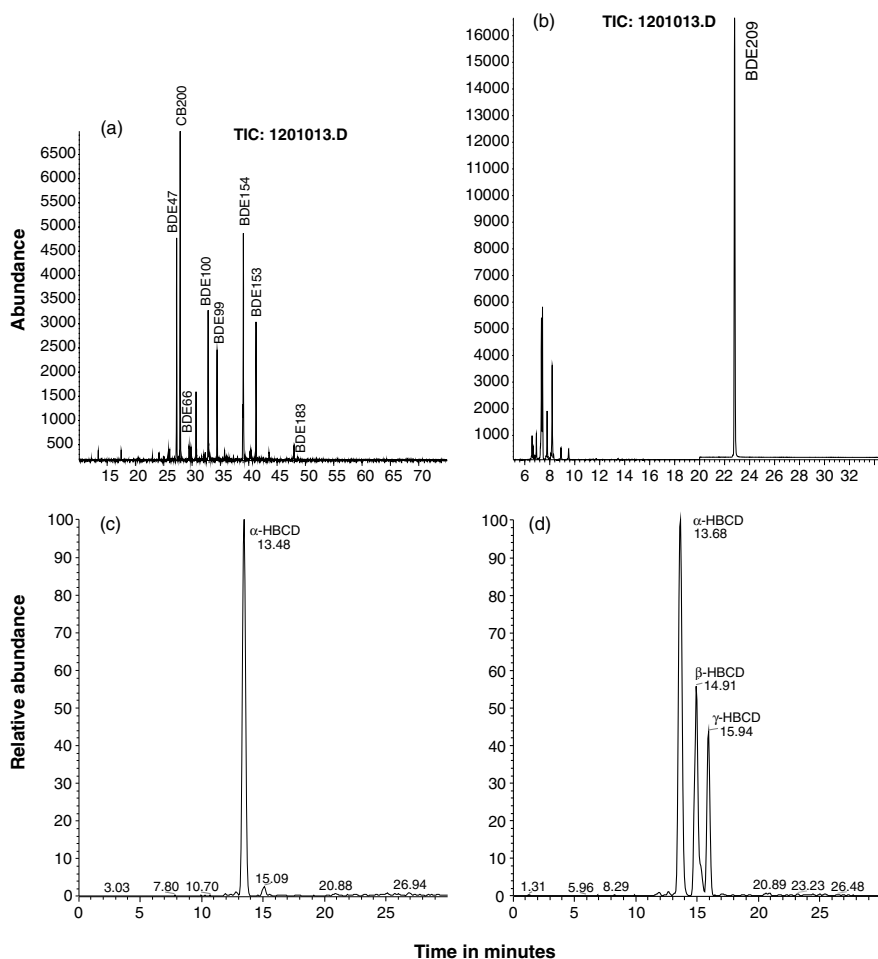 (a)
TIC: 1201013.D
CB200
BDE47
BDE66
BDE100
BDE99
BDE154
BDE153
BDE183
6500
6000
5500
5000
4500
4000
3500
3000
2500
2000
1500
1000
500
15 20 25 30 35 40 45 50 55 60 65 70
Abundance
(b)
TIC: 1201013.D
BDE209
16000
15000
14000
13000
12000
11000
10000
9000
8000
7000
6000
5000
4000
3000
2000
1000
6 8 10 12 14 16 18 20 22 24 26 28 30 32
(c)
α-HBCD
13.48
100
90
80
70
60
50
40
30
20
10
0
3.03 7.80 10.70 15.09 20.88 26.94
0 5 10 15 20 25
Relative abundance
(d)
α-HBCD
13.68
β-HBCD
14.91
γ-HBCD
15.94
100
90
80
70
60
50
40
30
20
10
0
1.31 5.96 8.29 20.89 23.23 26.48
0 5 10 15 20 25
Time in minutes